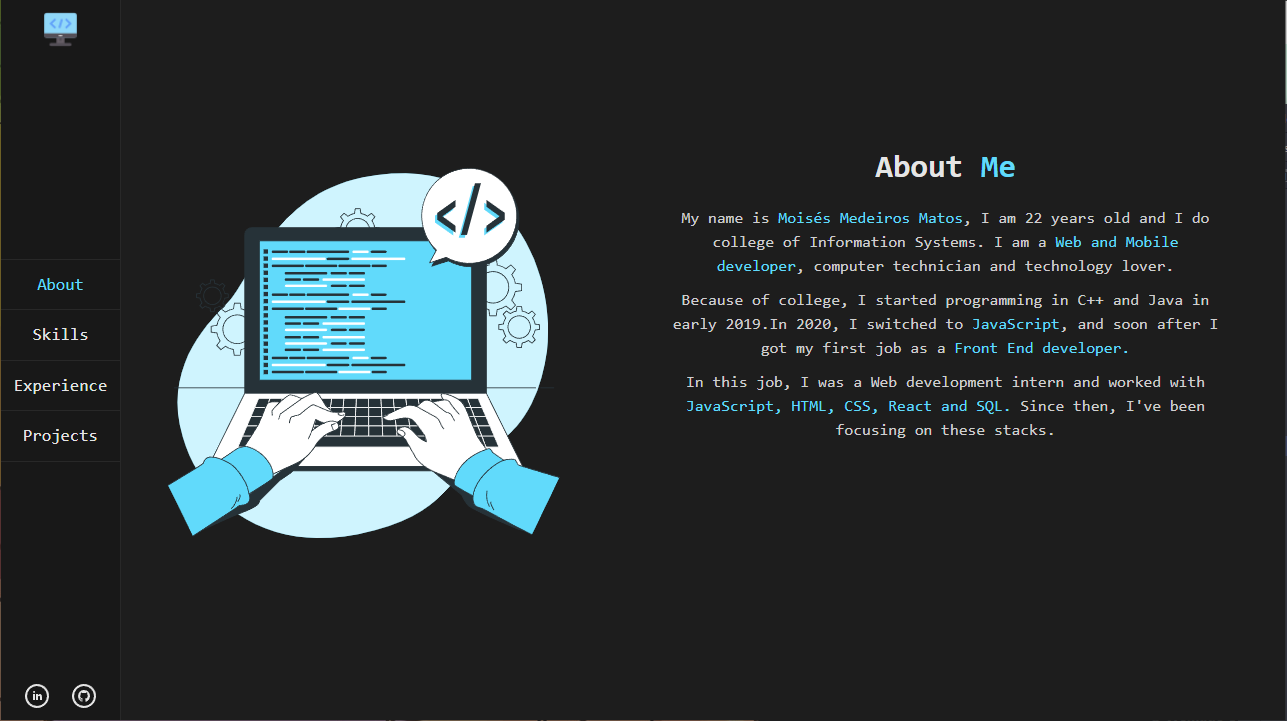 </>
About
Skills
Experience
Projects
in
</>
About Me
My name is Moisés Medeiros Matos, I am 22 years old and I do
college of Information Systems. I am a Web and Mobile
developer, computer technician and technology lover.
Because of college, I started programming in C++ and Java in
early 2019.In 2020, I switched to JavaScript, and soon after I
got my first job as a Front End developer.
In this job, I was a Web development intern and worked with
JavaScript, HTML, CSS, React and SQL. Since then, I've been
focusing on these stacks.